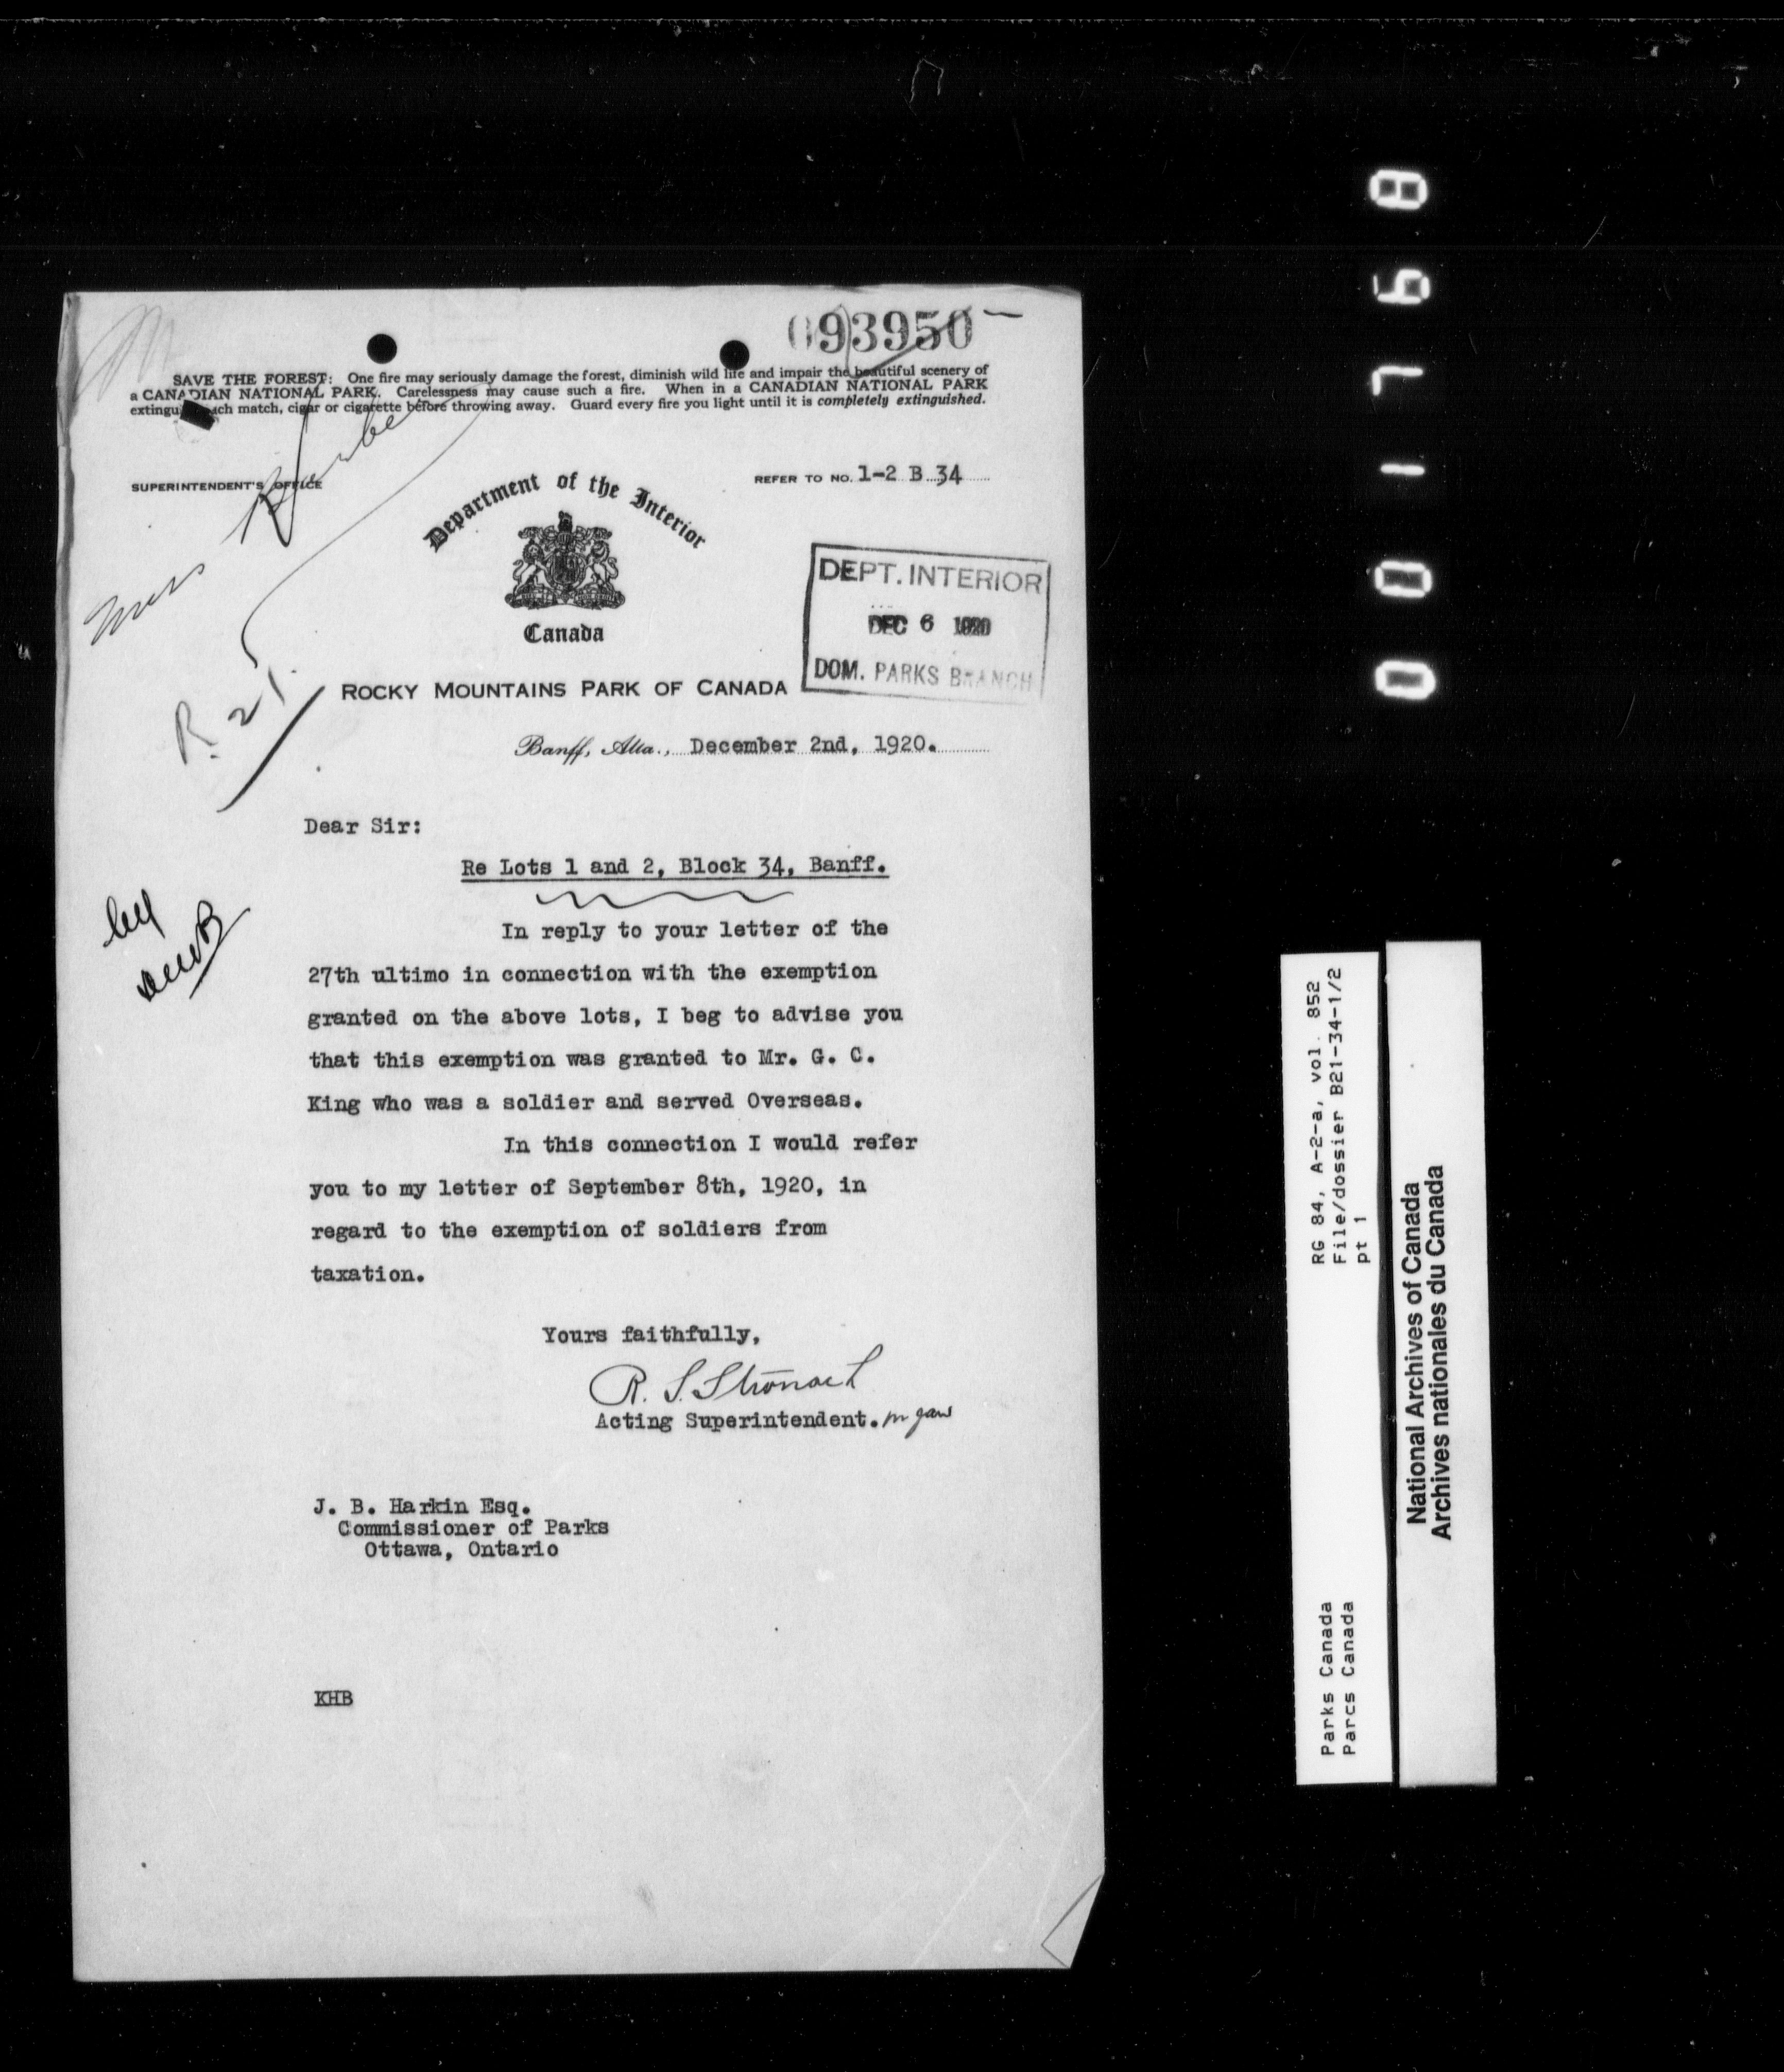 093950
SAVE THE FOREST: One fire may seriously damage the forest, diminish wild life and impair the beautiful scenery of
a CANADIAN NATIONAL PARK. Carelessness may cause such a fire. When in a CANADIAN NATIONAL PARK
match, cigar or cigarette before throwing away. Guard every fire you light until it is completely extinguished.
SUPERINTENDENT'S OFFICE
REFER TO NO. 1-2 B 34
Department of the Interior
Canada
DEPT. INTERIOR
DEC 6 1920
DOM. PARKS BRANCH
R. 21.
ROCKY MOUNTAINS PARK OF CANADA
Banff, Alta., December 2nd, 1920.
Dear Sir:
Re Lots 1 and 2, Block 34, Banff.
In reply to your letter of the
27th ultimo in connection with the exemption
granted on the above lots, I beg to advise you
that this exemption was granted to Mr. G. C.
King who was a soldier and served Overseas.
In this connection I would refer
you to my letter of September 8th, 1920, in
regard to the exemption of soldiers from
taxation.
Yours faithfully,
R. S. Stronach
Acting Superintendent.
J. B. Harkin Esq.
Commissioner of Parks
Ottawa, Ontario
KHB
RG 84, A-2-a, vol. 852
File/dossier B21-34-1/2
pt 1
Parks Canada
Parcs Canada
National Archives of Canada
Archives nationales du Canada